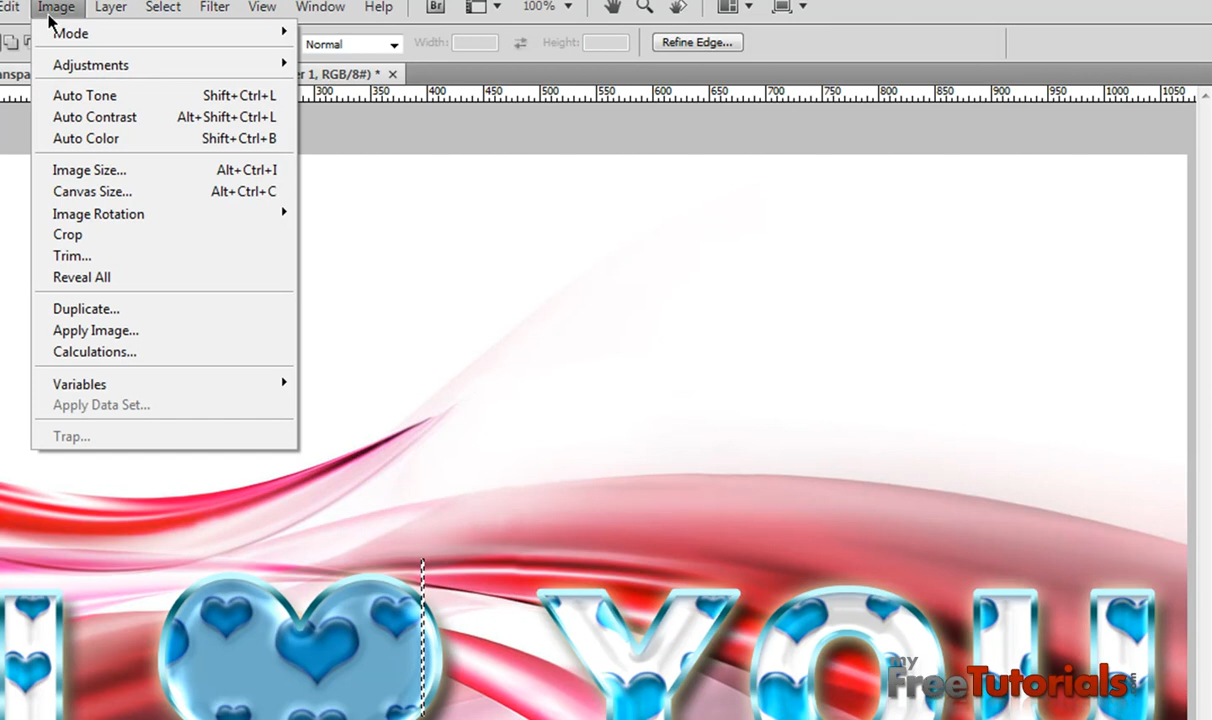 Edit Image Layer Select Filter View Window Help Br 100%
Mode
Normal Width: Height: Refine Edge...
Adjustments
er 1, RGB/8#) *
300 350 400 450 500 550 600 650 700 750 800 850 900 950 1000 1050
Auto Tone Shift+Ctrl+L
Auto Contrast Alt+Shift+Ctrl+L
Auto Color Shift+Ctrl+B
Image Size... Alt+Ctrl+I
Canvas Size... Alt+Ctrl+C
Image Rotation
Crop
Trim...
Reveal All
Duplicate...
Apply Image...
Calculations...
Variables
Apply Data Set...
Trap...
I YOU
my
FreeTutorials